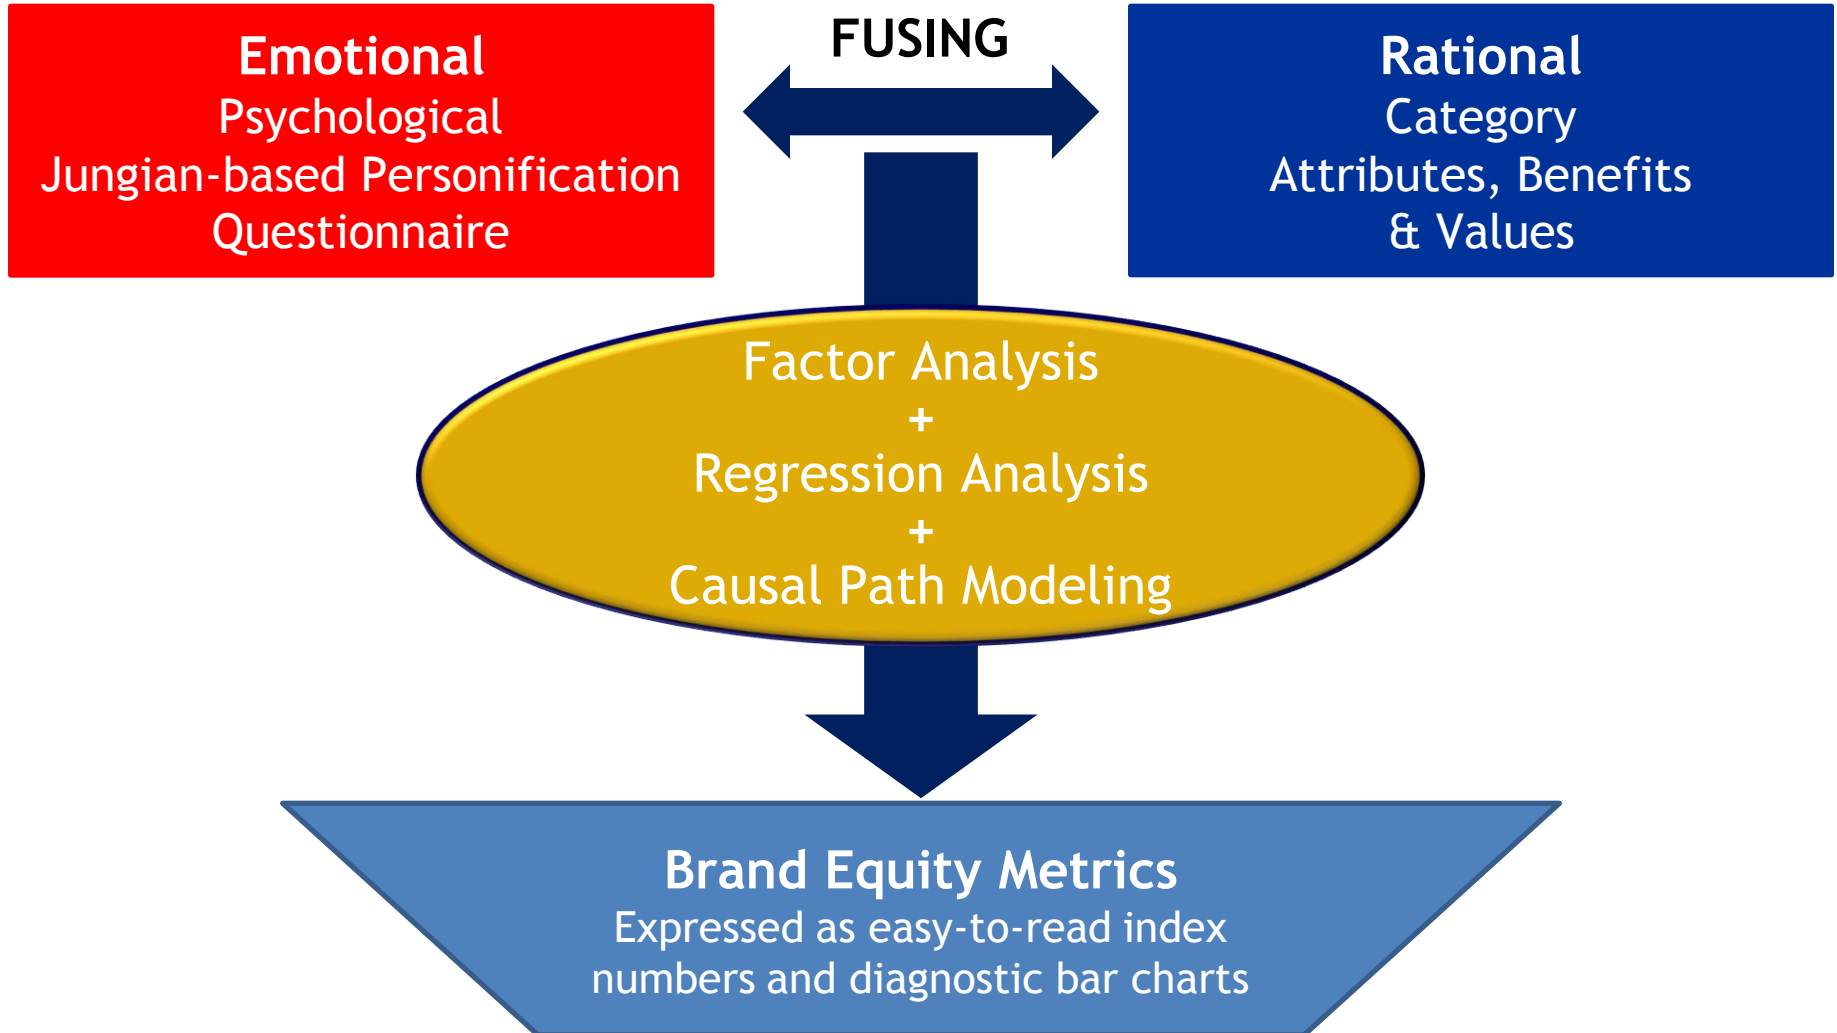 Emotional
Psychological
Jungian-based Personification
Questionnaire
FUSING
Rational
Category
Attributes, Benefits
& Values
Factor Analysis
+
Regression Analysis
+
Causal Path Modeling
Brand Equity Metrics
Expressed as easy-to-read index
numbers and diagnostic bar charts